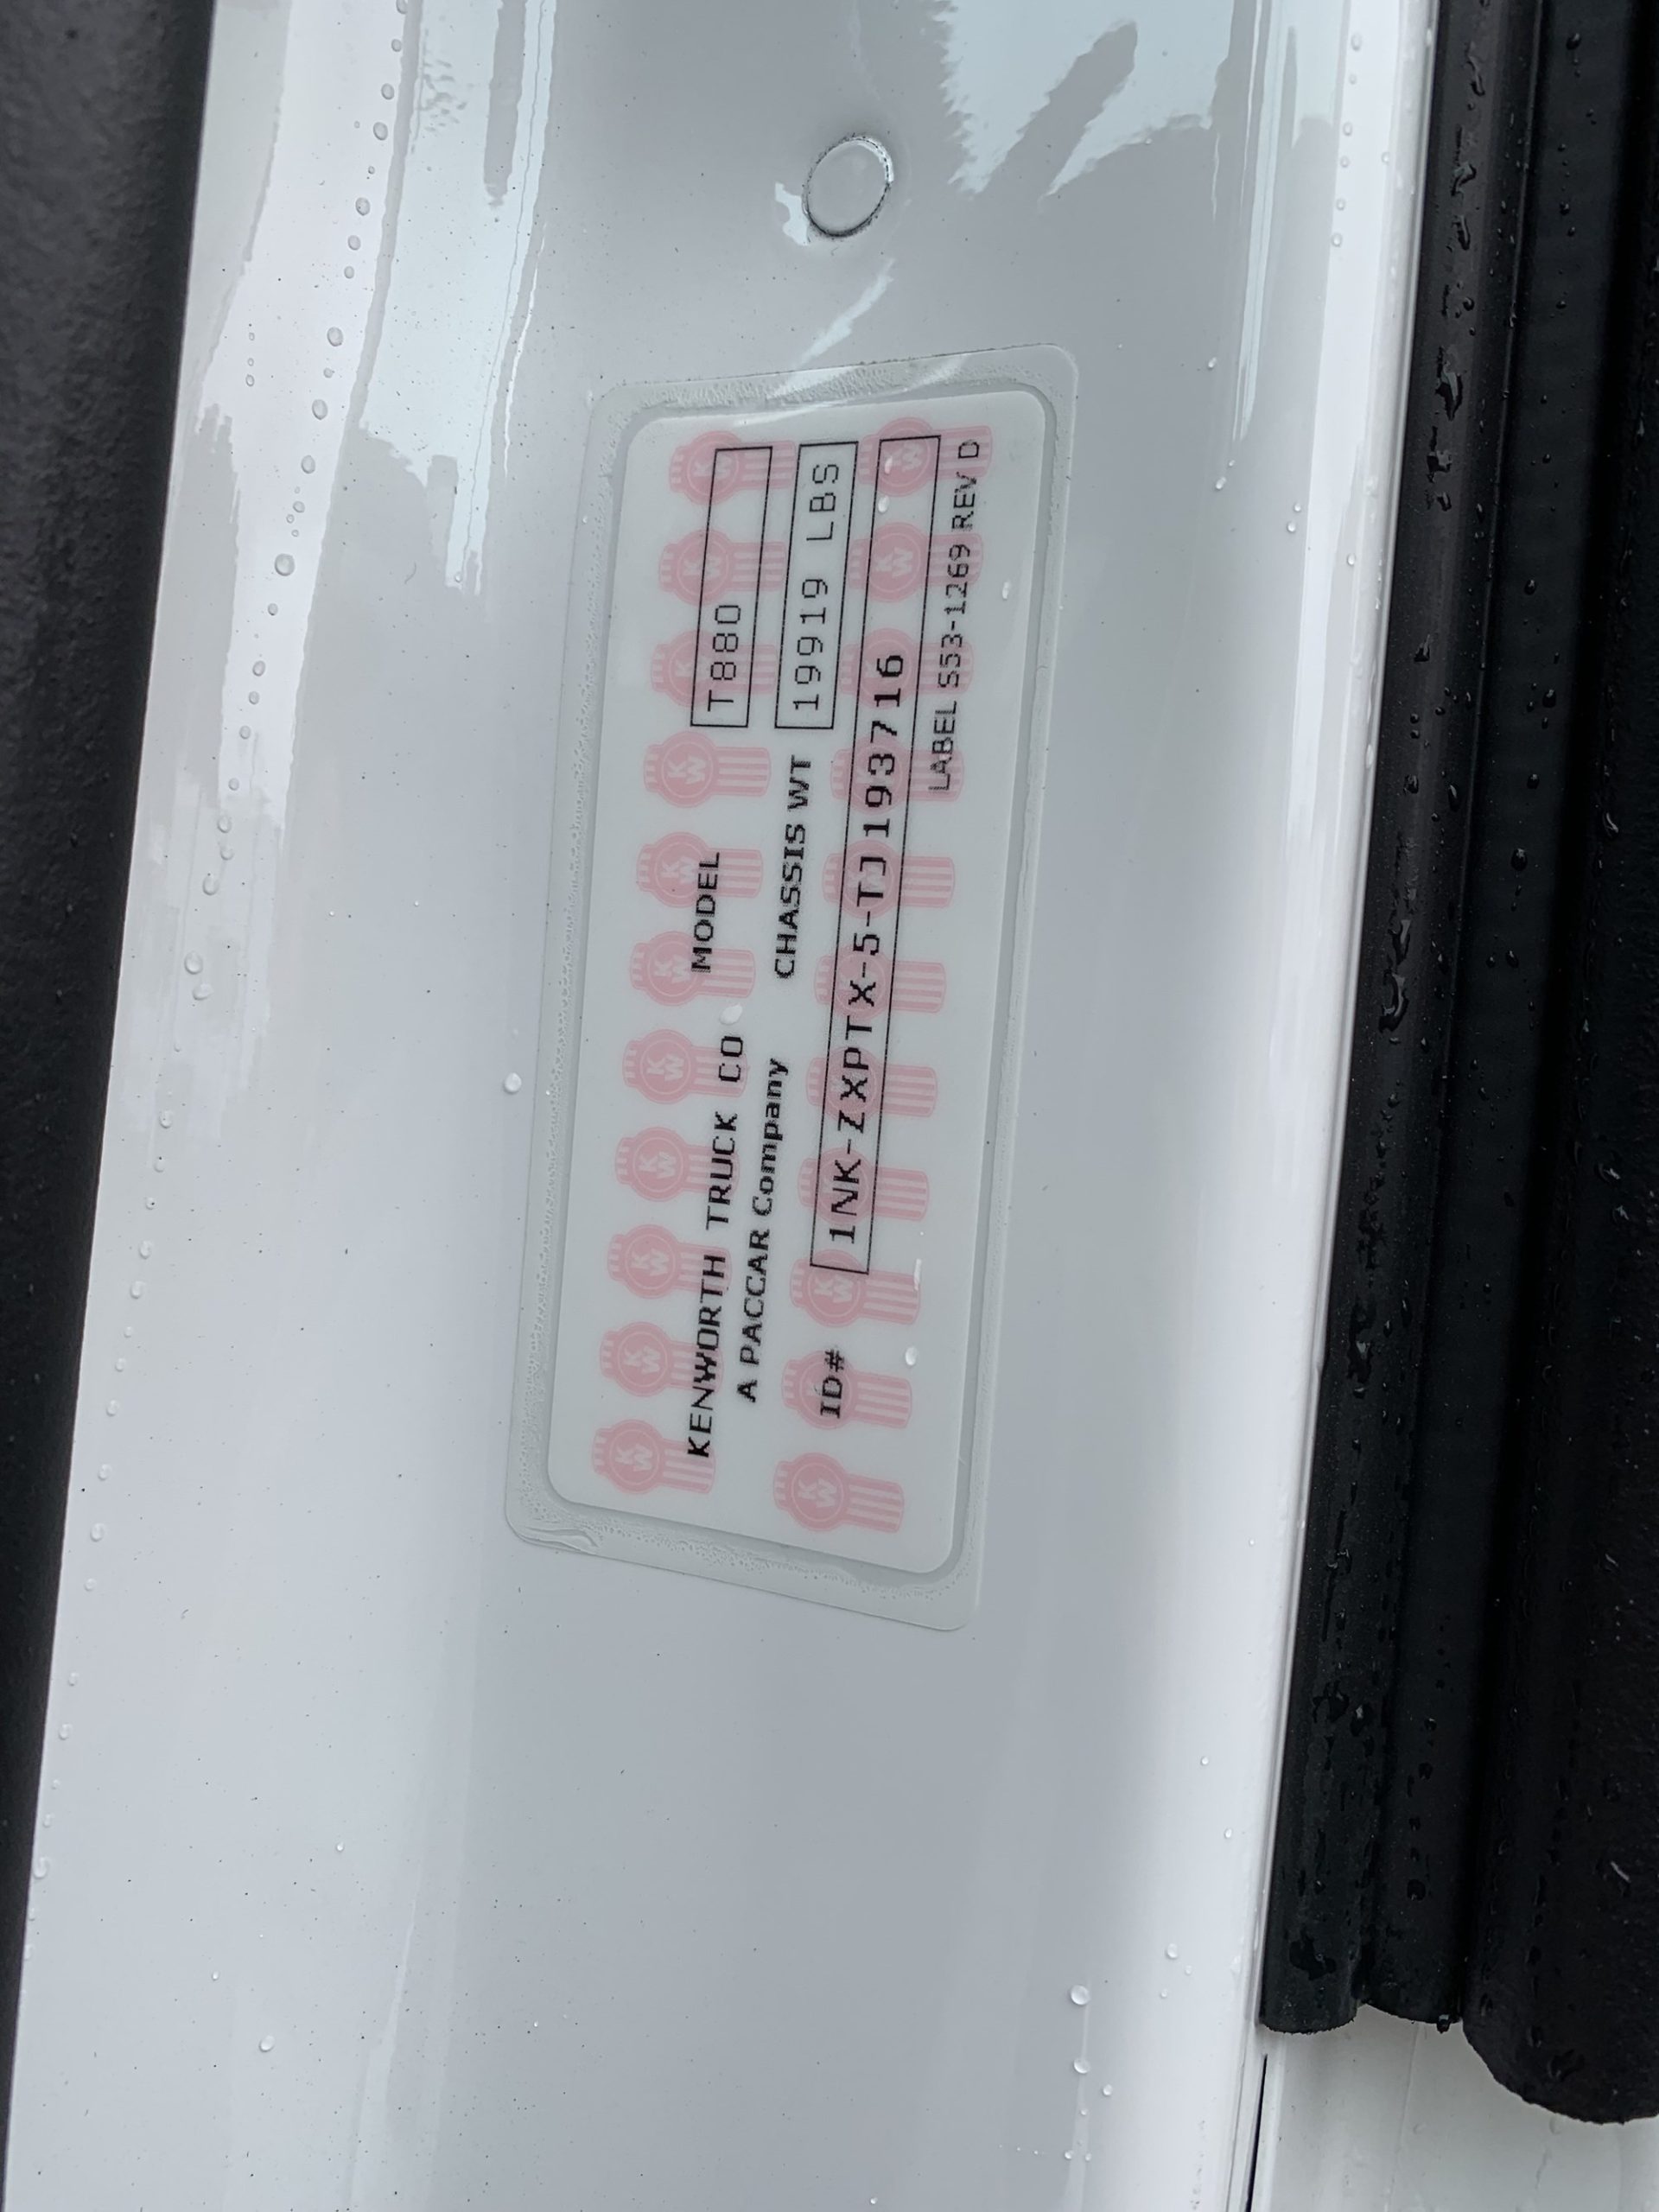 KENWORTH TRUCK CO MODEL T880
A PACCAR Company CHASSIS WT 19919 LBS
ID# 1NK-ZXPTX-5-TJ193716
LABEL S53-1269 REV D